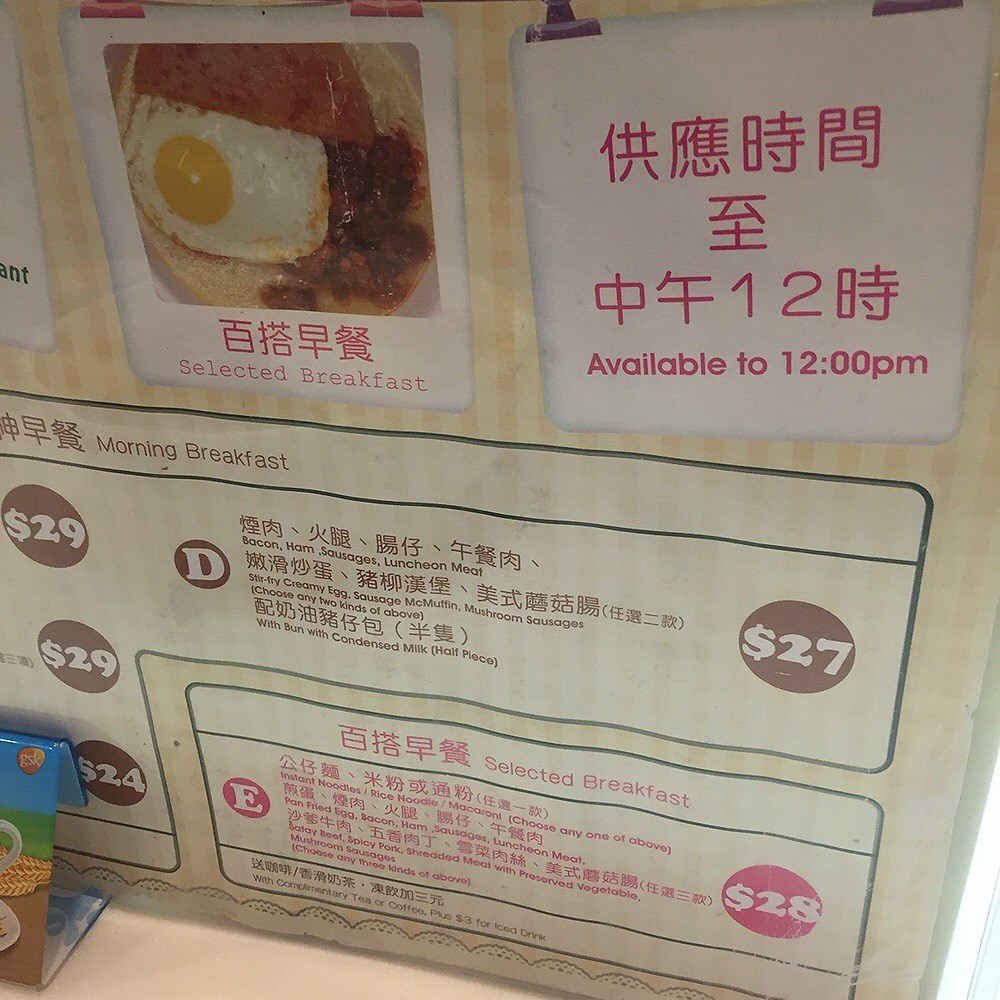 ant
百搭早餐
Selected Breakfast
供應時間
至
中午12時
Available to 12:00pm
神早餐 Morning Breakfast
$29
$29
$24
D
煙肉、火腿、腸仔、午餐肉、
Bacon, Ham ,Sausages, Luncheon Meat
嫩滑炒蛋、豬柳漢堡、美式蘑菇腸(任選二款)
Stir-fry Creamy Egg, Sausage McMuffin, Mushroom Sausages
(Choose any two kinds of above)
配奶油豬仔包（半隻）
With Bun with Condensed Milk (Half Piece)
$27
百搭早餐 Selected Breakfast
E
公仔麵、米粉或通粉(任選一款)
Instant Noodles / Rice Noodle / Macaroni (Choose any one of above)
煎蛋、煙肉、火腿、腸仔、午餐肉
Pan Fried Egg, Bacon, Ham ,Sausages, Luncheon Meat,
沙爹牛肉、五香肉丁、雪菜肉絲、美式蘑菇腸(任選三款)
Satay Beef, Spicy Pork, Shredded Meat with Preserved Vegetable,
Mushroom Sausages
(Choose any three kinds of above)
$28
送咖啡/香滑奶茶・凍飲加三元
With Complimentary Tea or Coffee, Plus $3 for Iced Drink
gsk